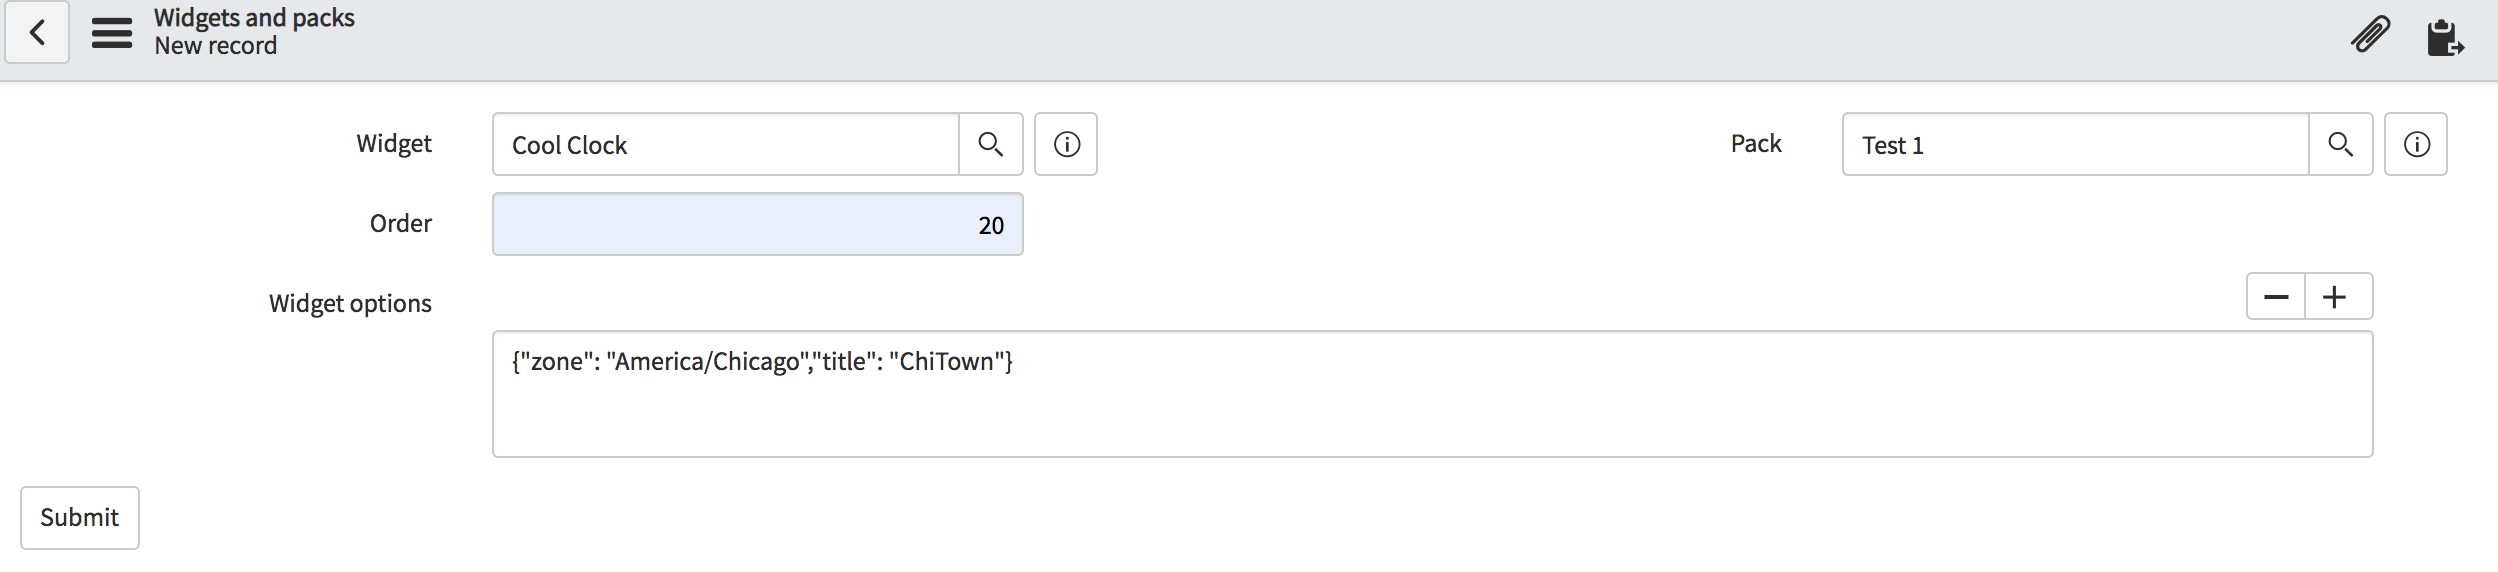 Widgets and packs
New record
Widget
Cool Clock
Pack
Test 1
Order
20
Widget options
{"zone": "America/Chicago","title": "ChiTown"}
Submit